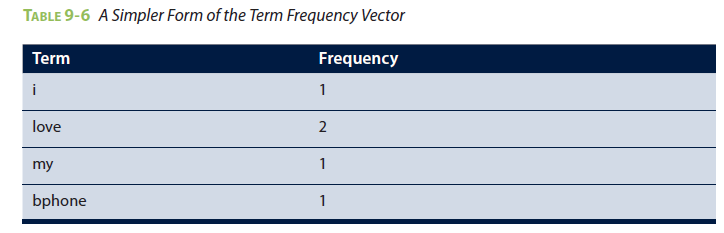 TABLE 9-6 A Simpler Form of the Term Frequency Vector
Term Frequency
i 1
love 2
my 1
bphone 1